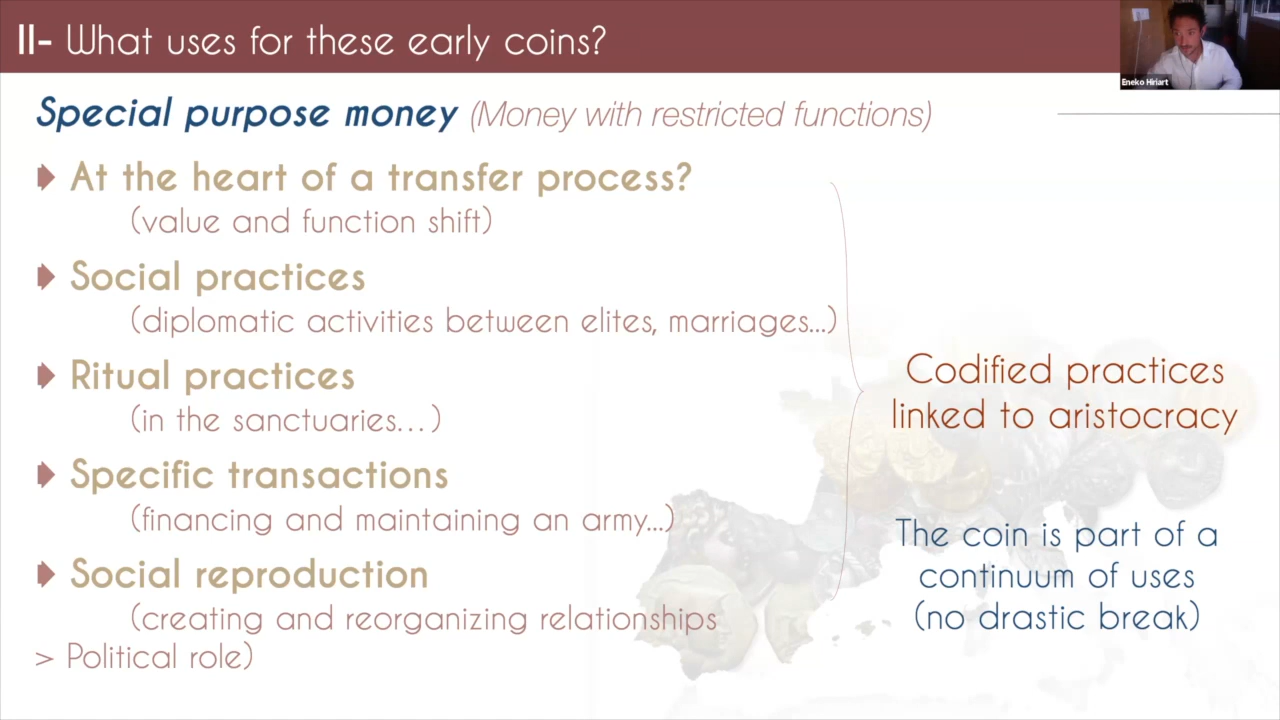 II- What uses for these early coins?
Eneko Hiriart
Special purpose money (Money with restricted functions)
At the heart of a transfer process?
(value and function shift)
Social practices
(diplomatic activities between elites, marriages...)
Ritual practices
(in the sanctuaries...)
Specific transactions
(financing and maintaining an army...)
Social reproduction
(creating and reorganizing relationships
> Political role)
Codified practices
linked to aristocracy
The coin is part of a
continuum of uses
(no drastic break)